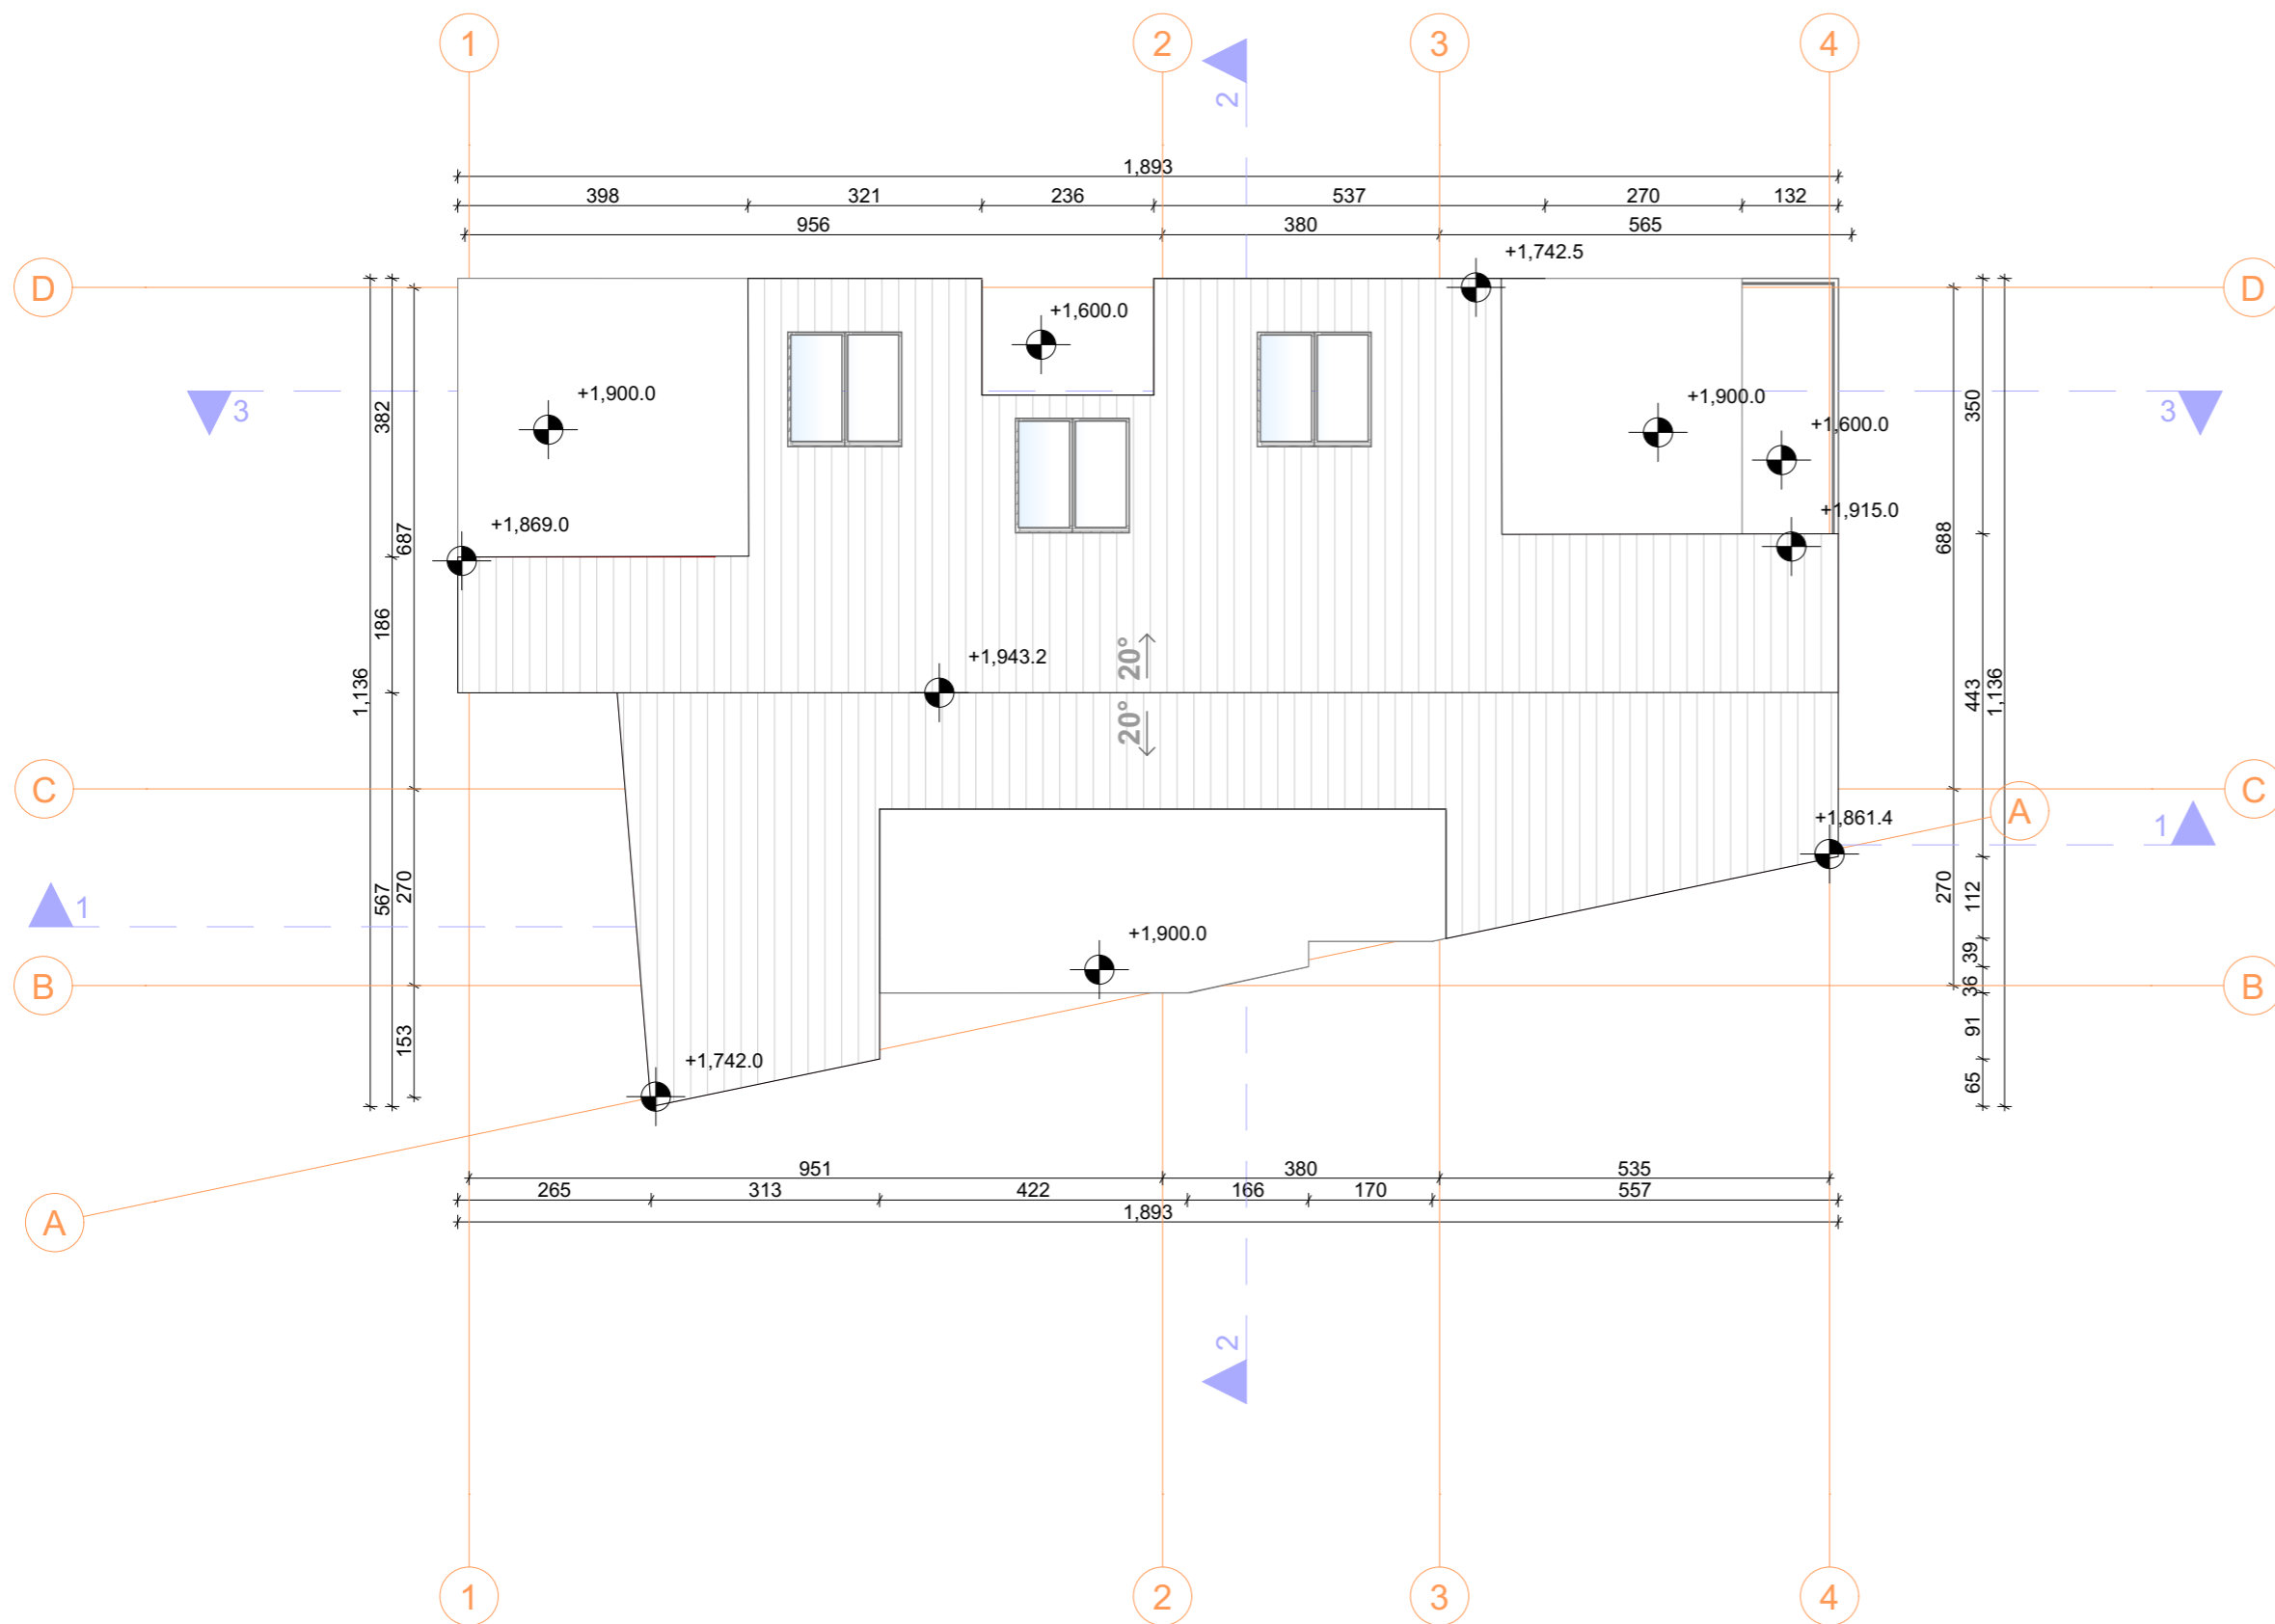 1 2 3 4
2
1,893
398 321 236 537 270 132
956 380 565
+1,742.5
D D
+1,600.0
+1,900.0 +1,900.0
3 3
+1,600.0
382 350
+1,869.0 +1,915.0
687 688
186
+1,943.2 20°
1,136 443 1,136
20°
C C
A
+1,861.4
1 1
567 270 270 112
+1,900.0
39
B B
36
153 91
+1,742.0
65
951 380 535
265 313 422 166 170 557
1,893
A
2
1 2 3 4